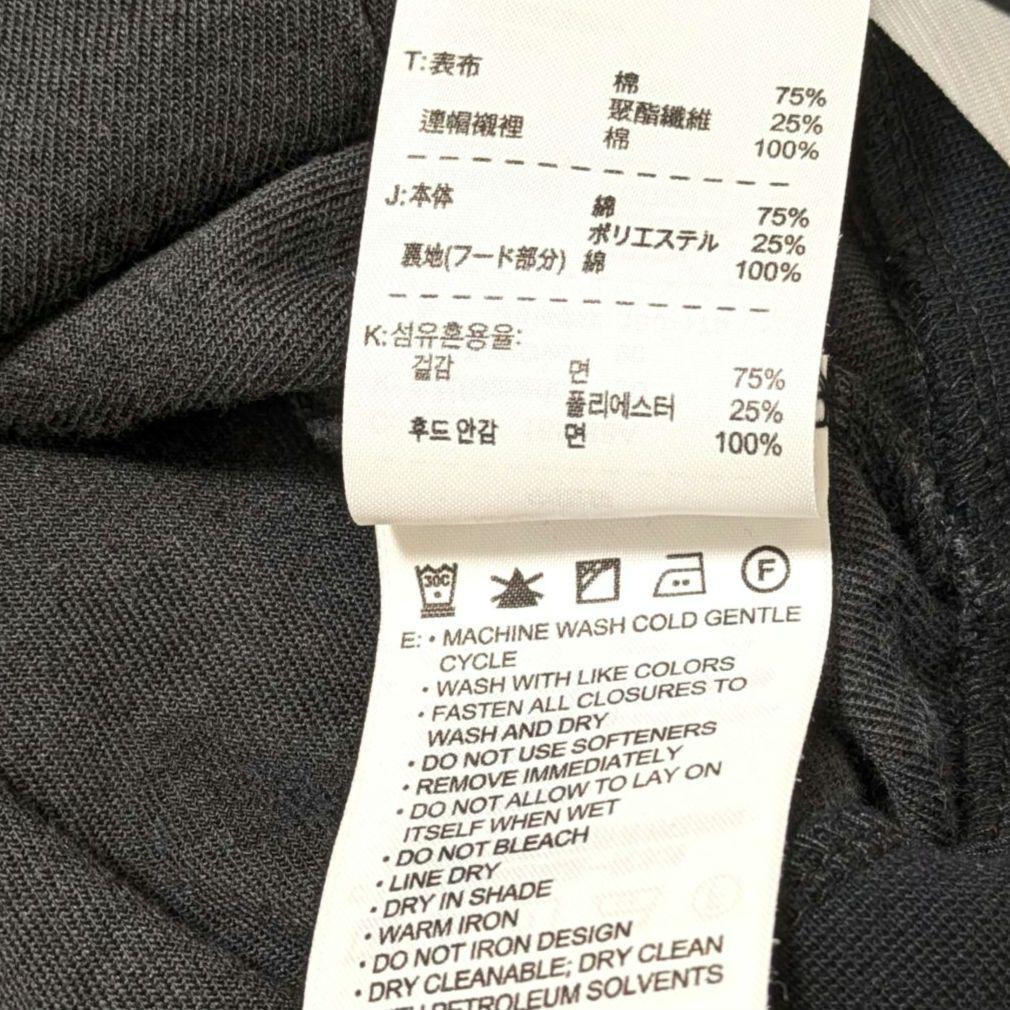 T:表布 棉 75%
聚酯纖維 25%
連帽襯裡 棉 100%
J:本体 綿 75%
ポリエステル 25%
裏地(フード部分) 綿 100%
K:섬유혼용율:
겉감 면 75%
폴리에스터 25%
후드 안감 면 100%
30C F
E: • MACHINE WASH COLD GENTLE
CYCLE
• WASH WITH LIKE COLORS
• FASTEN ALL CLOSURES TO
WASH AND DRY
• DO NOT USE SOFTENERS
• REMOVE IMMEDIATELY
• DO NOT ALLOW TO LAY ON
ITSELF WHEN WET
• DO NOT BLEACH
• LINE DRY
• DRY IN SHADE
• WARM IRON
• DO NOT IRON DESIGN
• DRY CLEANABLE; DRY CLEAN
PETROLEUM SOLVENTS